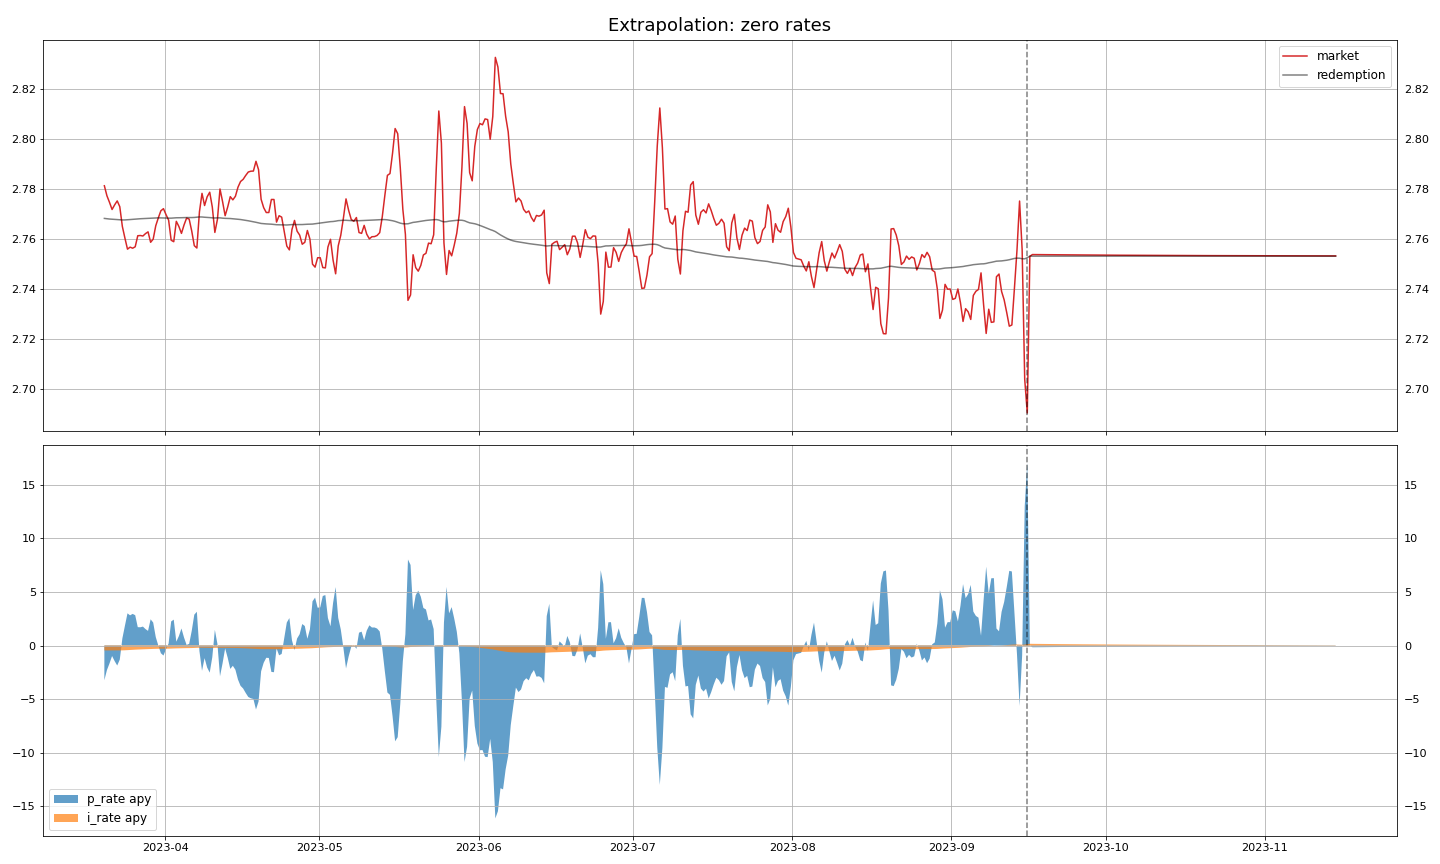 Extrapolation: zero rates
market
redemption
2.82 2.82
2.80 2.80
2.78 2.78
2.76 2.76
2.74 2.74
2.72 2.72
2.70 2.70
15 15
10 10
5 5
0 0
−5 −5
−10 −10
−15 −15
p_rate apy
i_rate apy
2023-04 2023-05 2023-06 2023-07 2023-08 2023-09 2023-10 2023-11